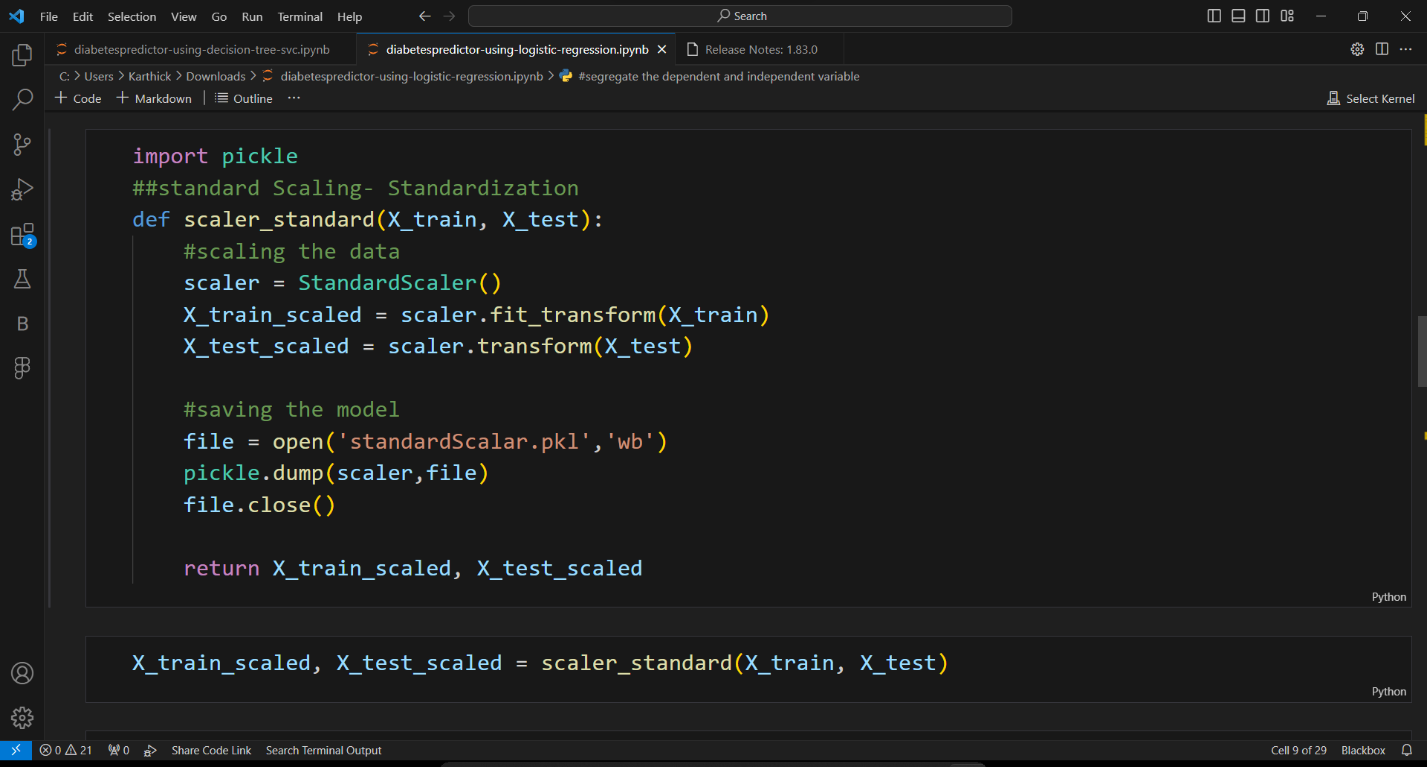 File Edit Selection View Go Run Terminal Help Search
diabetespredictor-using-decision-tree-svc.ipynb diabetespredictor-using-logistic-regression.ipynb Release Notes: 1.83.0
C: > Users > Karthick > Downloads > diabetespredictor-using-logistic-regression.ipynb > #segregate the dependent and independent variable
+ Code + Markdown | Outline ... Select Kernel
import pickle
##standard Scaling- Standardization
def scaler_standard(X_train, X_test):
    #scaling the data
    scaler = StandardScaler()
    X_train_scaled = scaler.fit_transform(X_train)
    X_test_scaled = scaler.transform(X_test)
    #saving the model
    file = open('standardScalar.pkl','wb')
    pickle.dump(scaler,file)
    file.close()
    return X_train_scaled, X_test_scaled
Python
X_train_scaled, X_test_scaled = scaler_standard(X_train, X_test)
Python
2
B
0 21 0 Share Code Link Search Terminal Output Cell 9 of 29 Blackbox